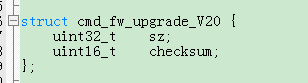 struct cmd_fw_upgrade_V20 {
uint32_t    sz;
uint16_t    checksum;
};